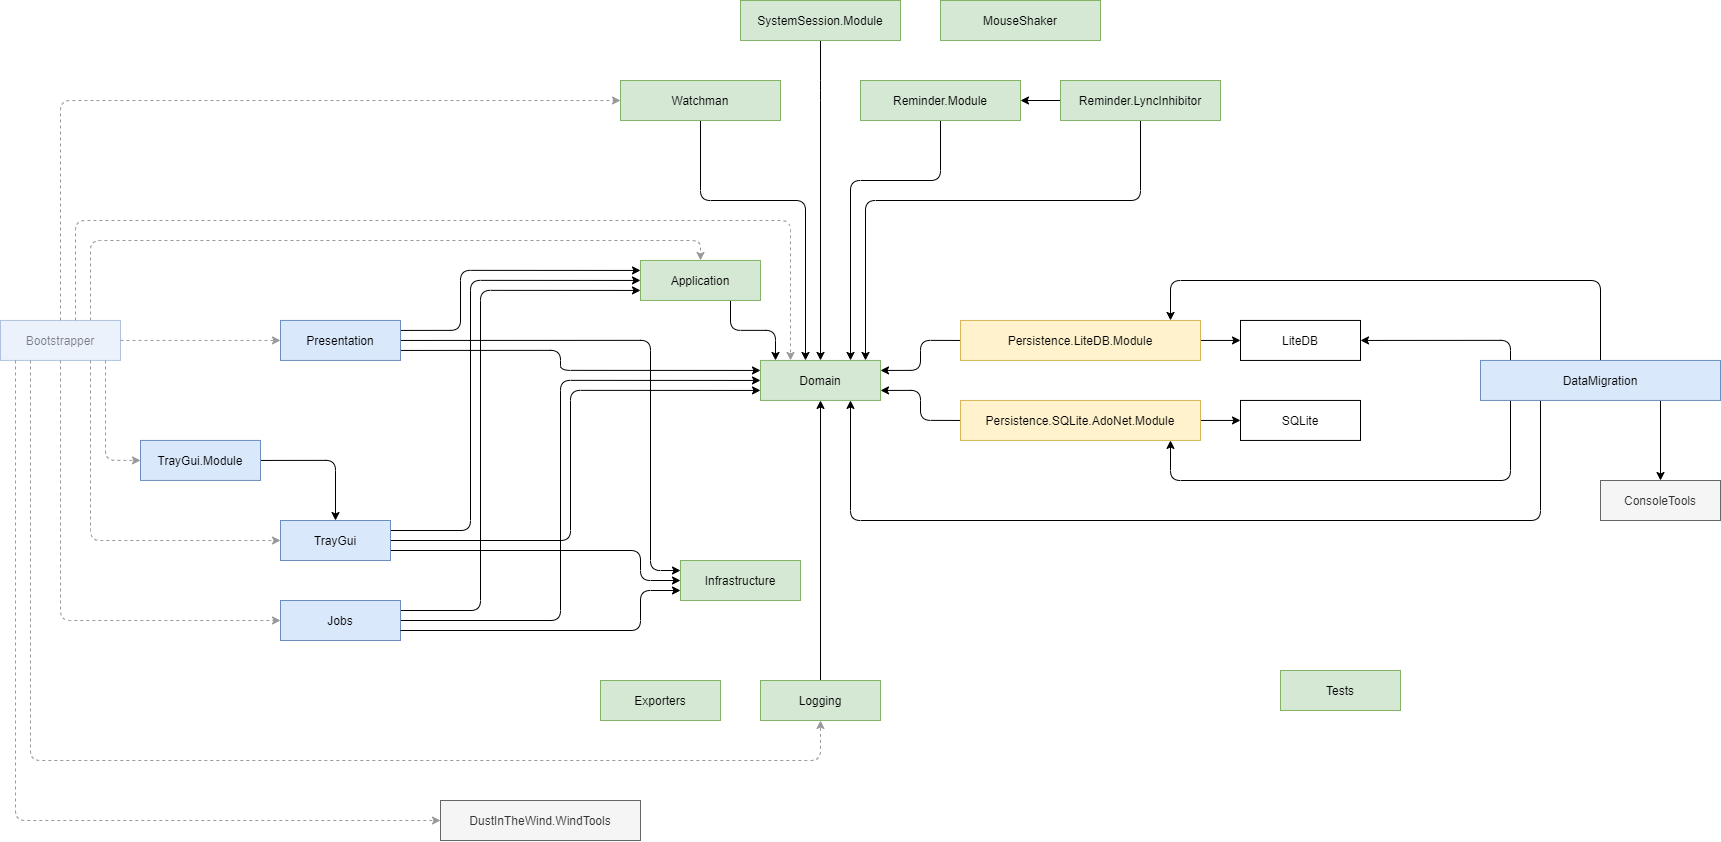 SystemSession.Module
MouseShaker
Watchman
Reminder.Module
Reminder.LyncInhibitor
Application
Bootstrapper
Presentation
Persistence.LiteDB.Module
LiteDB
Domain
DataMigration
Persistence.SQLite.AdoNet.Module
SQLite
TrayGui.Module
ConsoleTools
TrayGui
Infrastructure
Jobs
Tests
Exporters
Logging
DustInTheWind.WindTools